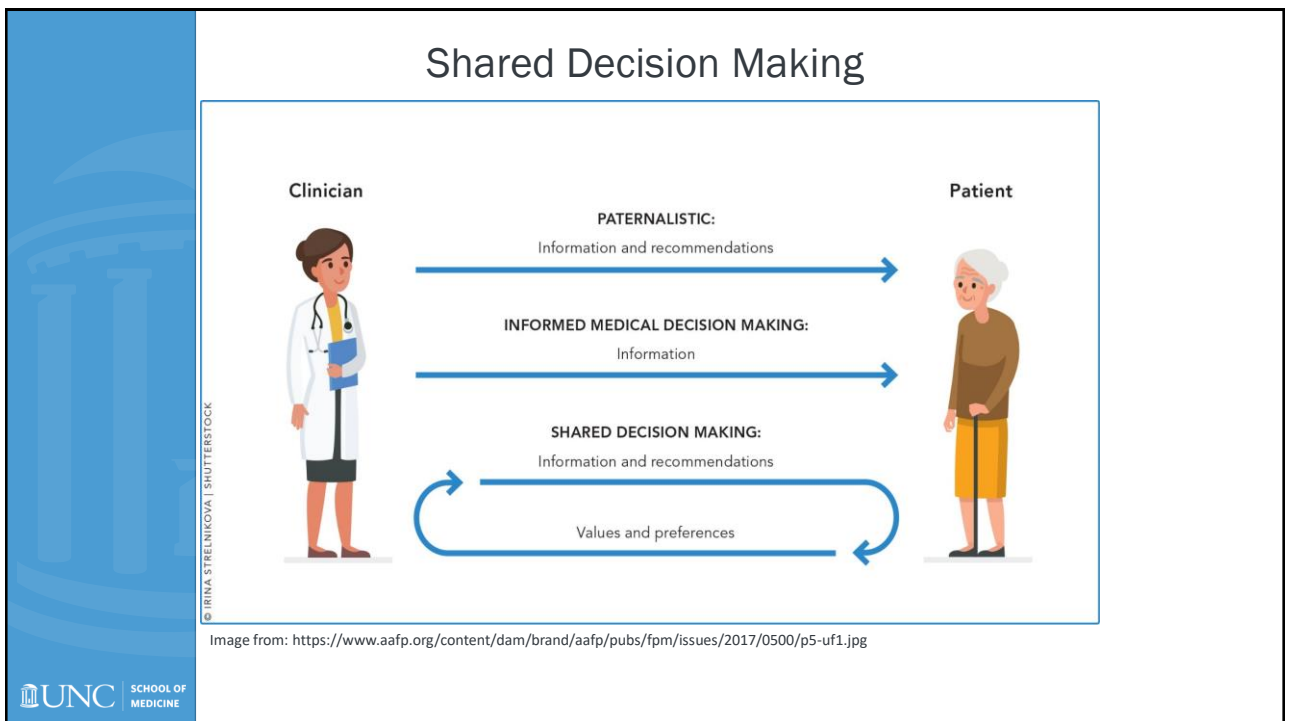 Shared Decision Making
Clinician
Patient
PATERNALISTIC:
Information and recommendations
INFORMED MEDICAL DECISION MAKING:
Information
SHARED DECISION MAKING:
Information and recommendations
Values and preferences
© IRINA STRELNIKOVA | SHUTTERSTOCK
Image from: https://www.aafp.org/content/dam/brand/aafp/pubs/fpm/issues/2017/0500/p5-uf1.jpg
UNC SCHOOL OF
MEDICINE